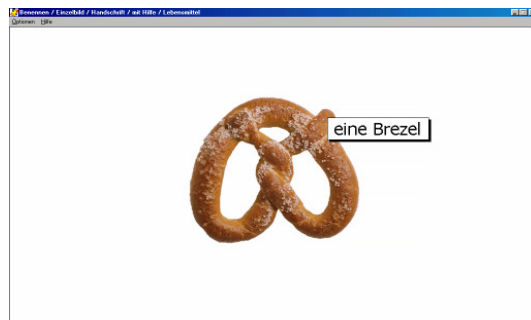 Benennen / Einzelbild / Handschrift / mit Hilfe / Lebensmittel
Optionen Hilfe
eine Brezel